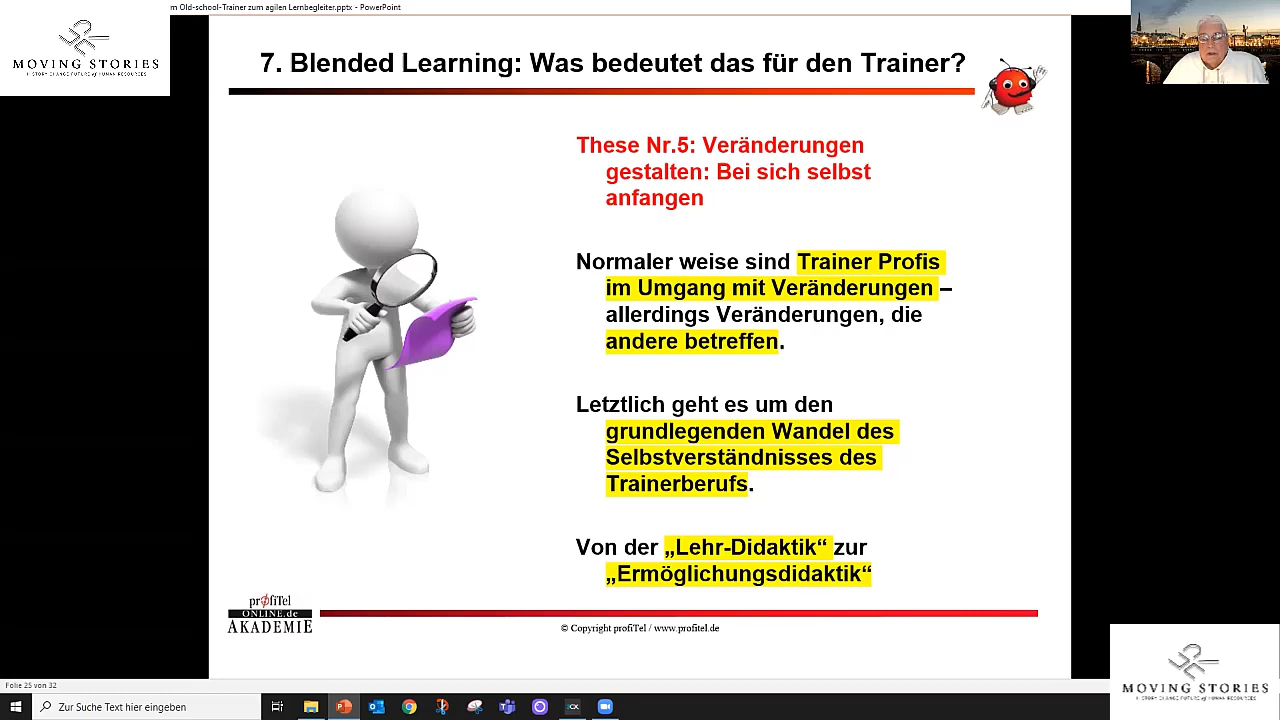 m Old-school-Trainer zum agilen Lernbegleiter.pptx - PowerPoint
MOVING STORIES
7. Blended Learning: Was bedeutet das für den Trainer?
These Nr.5: Veränderungen
gestalten: Bei sich selbst
anfangen
Normaler weise sind Trainer Profis
im Umgang mit Veränderungen –
allerdings Veränderungen, die
andere betreffen.
Letztlich geht es um den
grundlegenden Wandel des
Selbstverständnisses des
Trainerberufs.
Von der „Lehr-Didaktik“ zur
„Ermöglichungsdidaktik“
profiTel
ONLINE.de
AKADEMIE
© Copyright profiTel / www.profitel.de
Folie 25 von 32
Zur Suche Text hier eingeben
MOVING STORIES